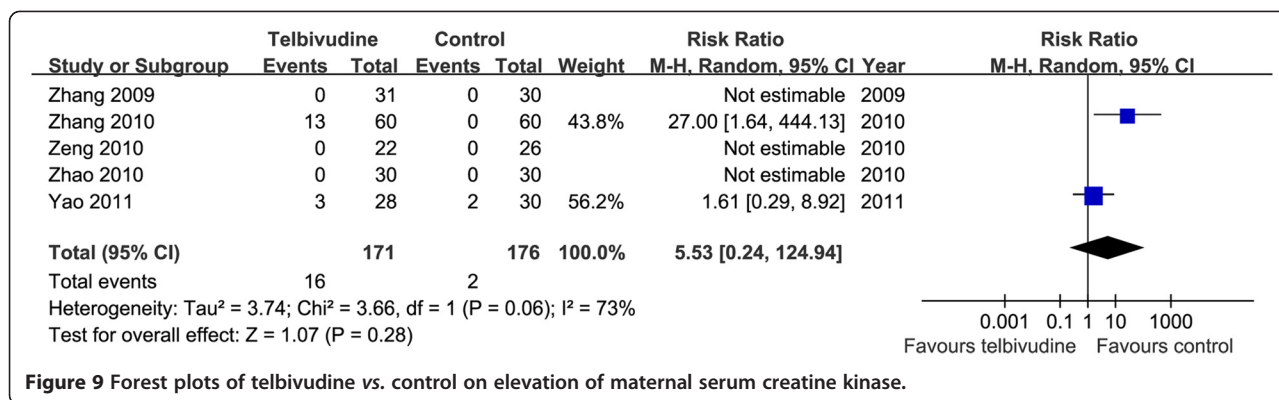 Telbivudine Control Risk Ratio Risk Ratio
Study or Subgroup Events Total Events Total Weight M-H, Random, 95% CI Year M-H, Random, 95% CI
Zhang 2009 0 31 0 30 Not estimable 2009
Zhang 2010 13 60 0 60 43.8% 27.00 [1.64, 444.13] 2010
Zeng 2010 0 22 0 26 Not estimable 2010
Zhao 2010 0 30 0 30 Not estimable 2010
Yao 2011 3 28 2 30 56.2% 1.61 [0.29, 8.92] 2011
Total (95% CI) 171 176 100.0% 5.53 [0.24, 124.94]
Total events 16 2
Heterogeneity: Tau² = 3.74; Chi² = 3.66, df = 1 (P = 0.06); I² = 73%
Test for overall effect: Z = 1.07 (P = 0.28)
0.001 0.1 1 10 1000
Favours telbivudine Favours control
Figure 9 Forest plots of telbivudine vs. control on elevation of maternal serum creatine kinase.